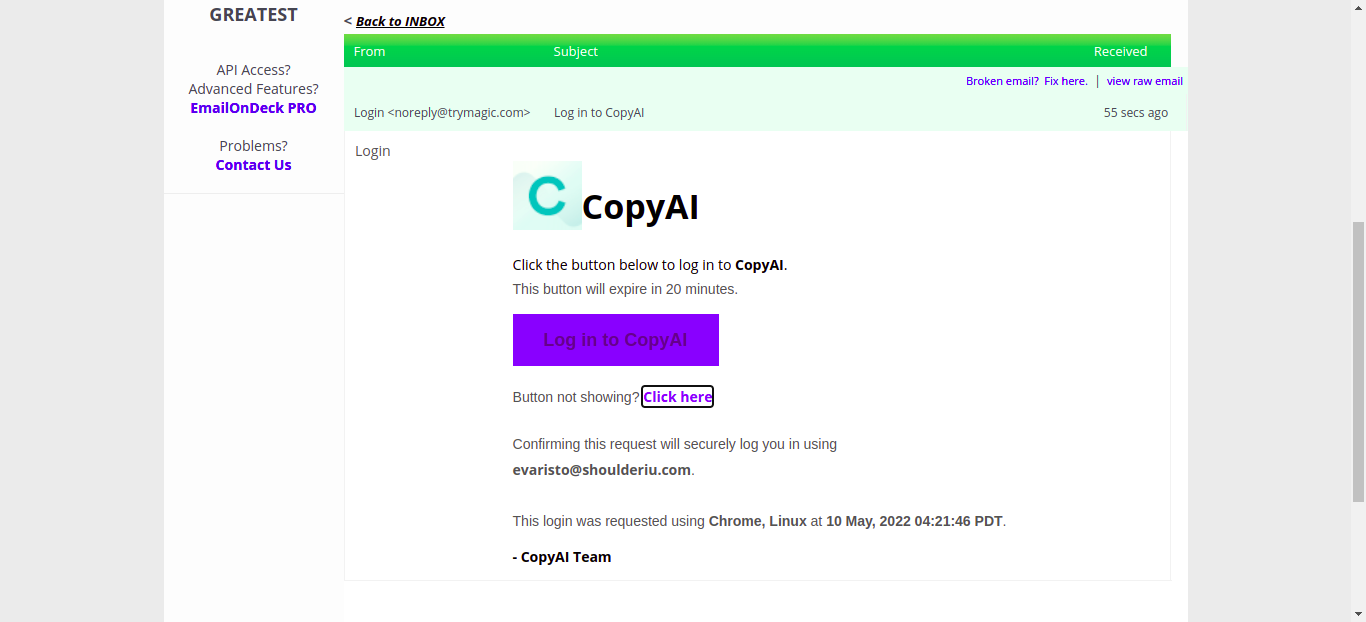 GREATEST
API Access?
Advanced Features?
EmailOnDeck PRO
Problems?
Contact Us
< Back to INBOX
From Subject Received
Broken email? Fix here. | view raw email
Login <noreply@trymagic.com> Log in to CopyAI 55 secs ago
Login
C CopyAI
Click the button below to log in to CopyAI.
This button will expire in 20 minutes.
Log in to CopyAI
Button not showing? Click here
Confirming this request will securely log you in using
evaristo@shoulderiu.com.
This login was requested using Chrome, Linux at 10 May, 2022 04:21:46 PDT.
- CopyAI Team